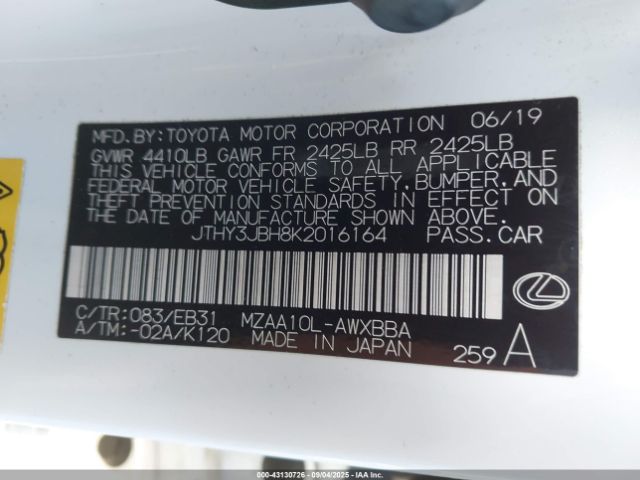 MFD. BY: TOYOTA MOTOR CORPORATION 06/19
GVWR 4410LB GAWR FR 2425LB RR 2425LB
THIS VEHICLE CONFORMS TO ALL APPLICABLE
FEDERAL MOTOR VEHICLE SAFETY, BUMPER, AND
THEFT PREVENTION STANDARDS IN EFFECT ON
THE DATE OF MANUFACTURE SHOWN ABOVE.
JTHY3JBH8K2016164 PASS.CAR
C/TR: 083/EB31 MZAA10L-AWXBBA
A/TM: -02A/K120 MADE IN JAPAN 259 A
000-43130726 - 09/04/2025 - IMPACT